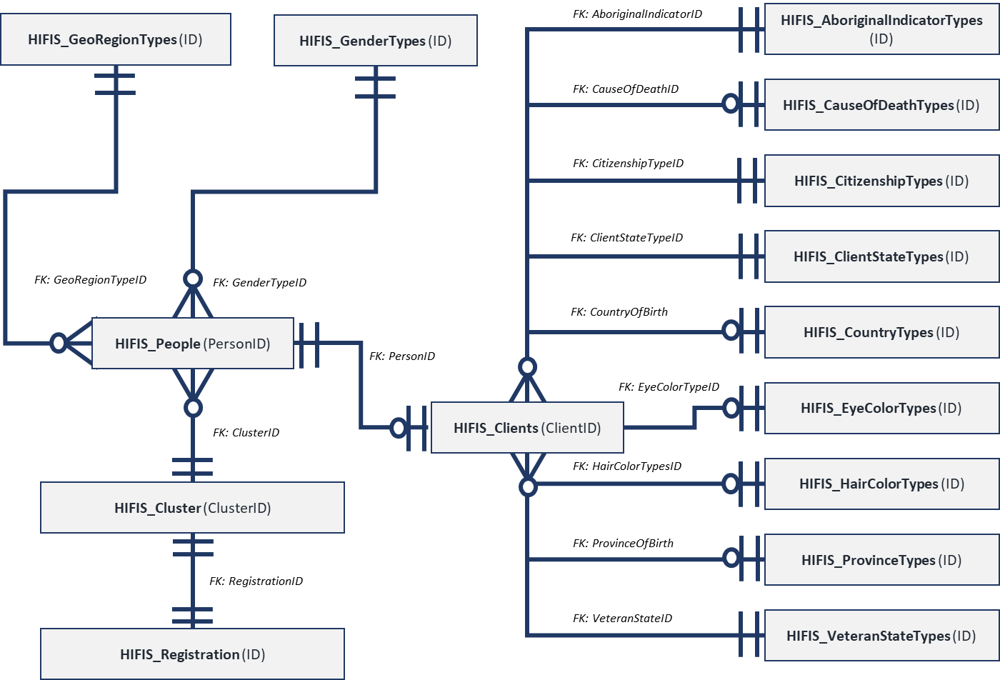 HIFIS_GeoRegionTypes (ID)
HIFIS_GenderTypes (ID)
FK: GeoRegionTypeID
FK: GenderTypeID
HIFIS_People (PersonID)
FK: PersonID
FK: ClusterID
HIFIS_Cluster (ClusterID)
FK: RegistrationID
HIFIS_Registration (ID)
HIFIS_Clients (ClientID)
FK: AboriginalIndicatorID
HIFIS_AboriginalIndicatorTypes
(ID)
FK: CauseOfDeathID
HIFIS_CauseOfDeathTypes (ID)
FK: CitizenshipTypeID
HIFIS_CitizenshipTypes (ID)
FK: ClientStateTypeID
HIFIS_ClientStateTypes (ID)
FK: CountryOfBirth
HIFIS_CountryTypes (ID)
FK: EyeColorTypeID
HIFIS_EyeColorTypes (ID)
FK: HairColorTypesID
HIFIS_HairColorTypes (ID)
FK: ProvinceOfBirth
HIFIS_ProvinceTypes (ID)
FK: VeteranStateID
HIFIS_VeteranStateTypes (ID)